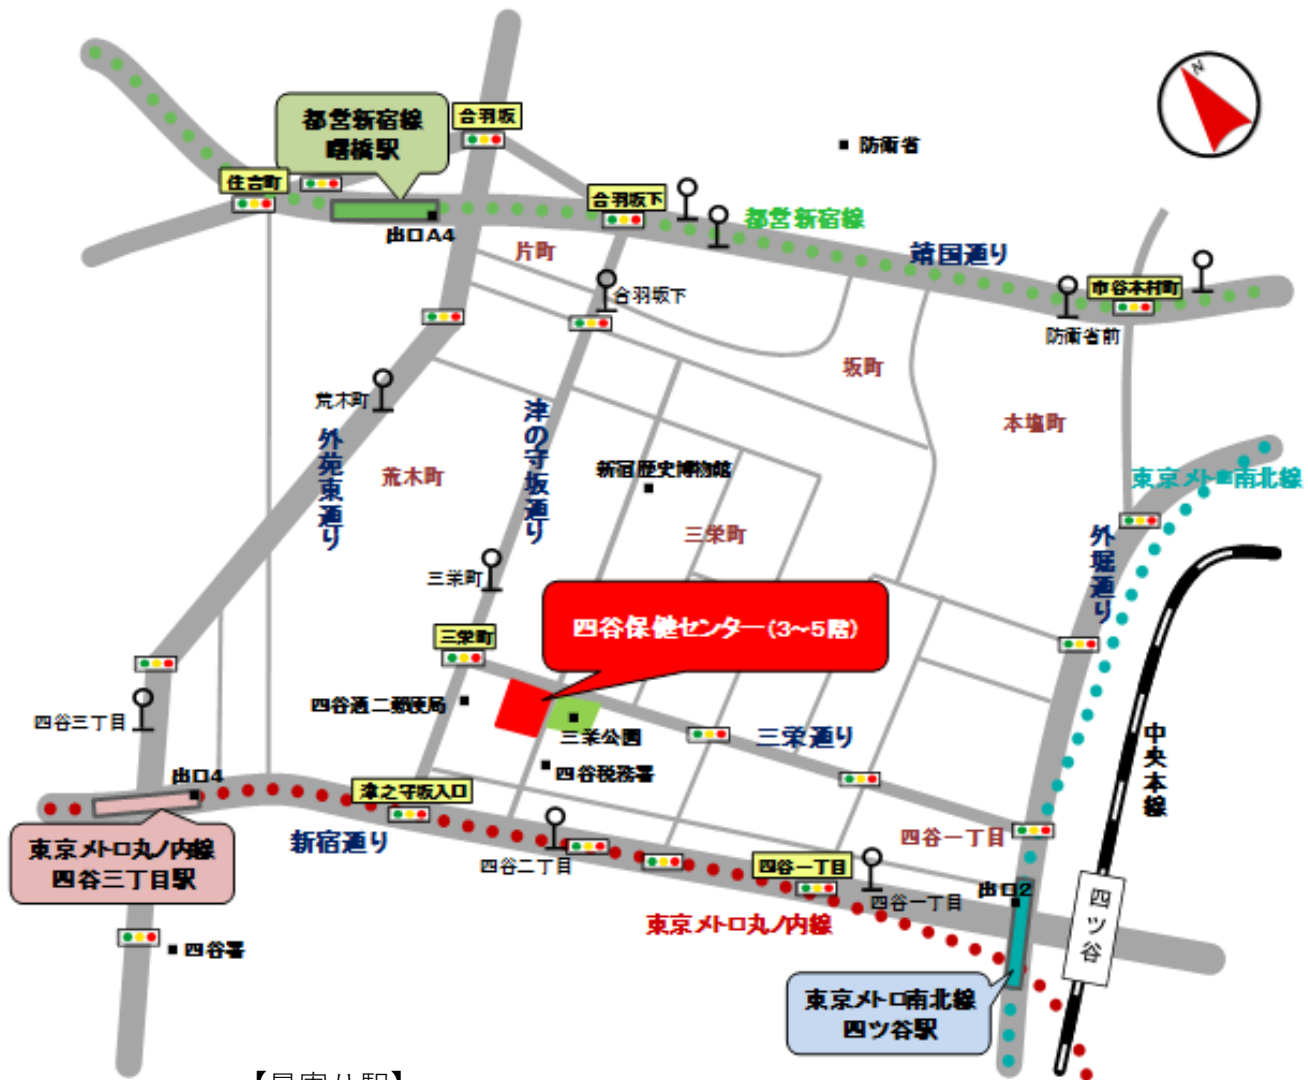 N
都営新宿線
曙橋駅
合羽坂
防衛省
住吉町
合羽坂下
都営新宿線
出口A4
片町
靖国通り
市谷本村町
合羽坂下
防衛省前
坂町
荒木町
本塩町
津の守坂通り
外苑東通り
荒木町
新宿歴史博物館
東京メトロ南北線
三栄町
外堀通り
三栄町
四谷保健センター(3~5階)
三栄町
四谷通二郵便局
四谷三丁目
三栄公園
三栄通り
中央本線
四谷税務署
出口4
津之守坂入口
新宿通り
四谷一丁目
東京メトロ丸ノ内線
四谷三丁目駅
四谷二丁目
四谷一丁目
出口2
四谷一丁目
四ツ谷
東京メトロ丸ノ内線
四谷署
東京メトロ南北線
四ツ谷駅
【最寄り駅】